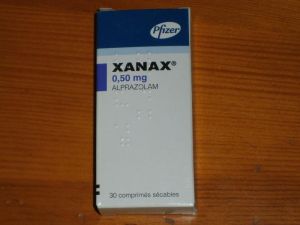 Pfizer
XANAX®
0,50 mg
ALPRAZOLAM
30 comprimés sécables